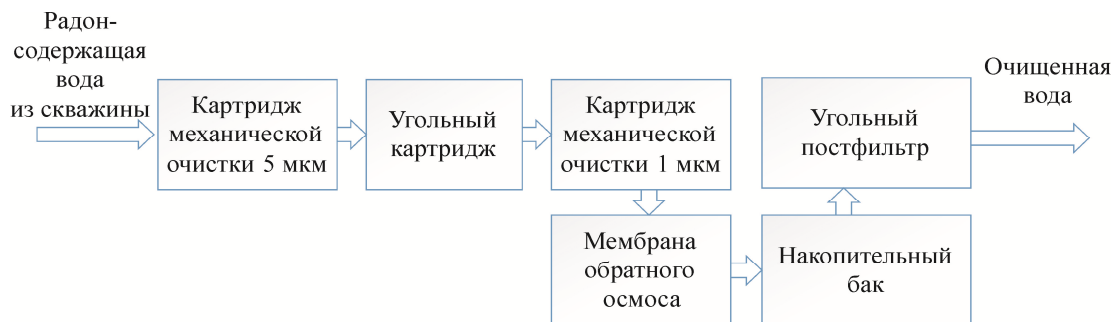 Радон-
содержащая
вода
из скважины
Картридж
механической
очистки 5 мкм
Угольный
картридж
Картридж
механической
очистки 1 мкм
Мембрана
обратного
осмоса
Накопительный
бак
Угольный
постфильтр
Очищенная
вода